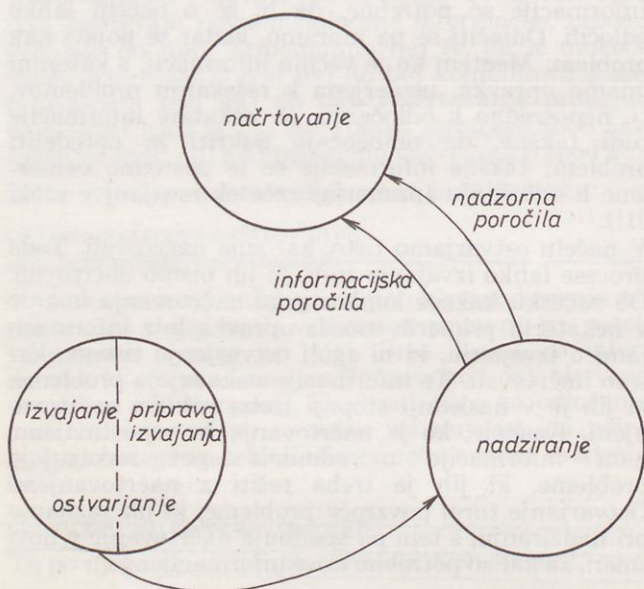 načrtovanje
nadzorna
poročila
informacijska
poročila
izvajanje
priprava
izvajanja
ostvarjanje
nadziranje